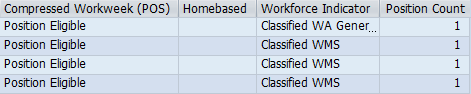 Compressed Workweek (POS) Homebased Workforce Indicator Position Count
Position Eligible Classified WA Gener... 1
Position Eligible Classified WMS 1
Position Eligible Classified WMS 1
Position Eligible Classified WMS 1